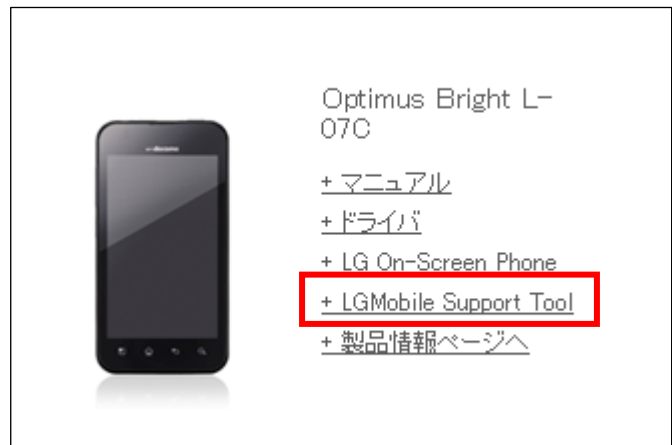 Optimus Bright L-
07C
+ マニュアル
+ ドライバ
+ LG On-Screen Phone
+ LGMobile Support Tool
+ 製品情報ページへ